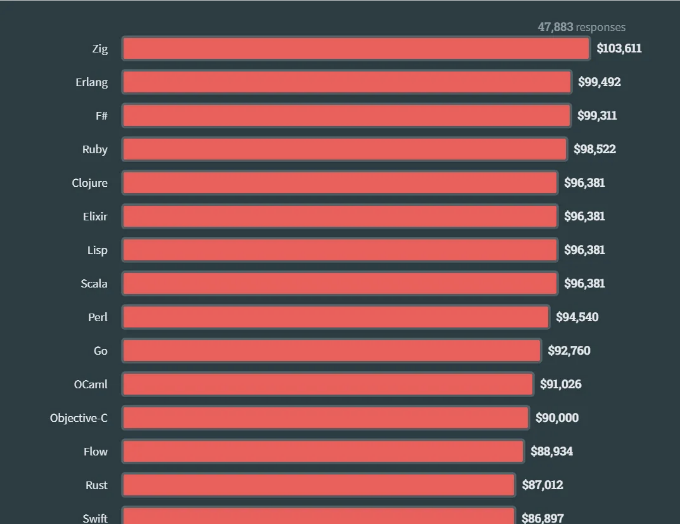 47,883 responses
Zig $103,611
Erlang $99,492
F# $99,311
Ruby $98,522
Clojure $96,381
Elixir $96,381
Lisp $96,381
Scala $96,381
Perl $94,540
Go $92,760
OCaml $91,026
Objective-C $90,000
Flow $88,934
Rust $87,012
Swift $86,897